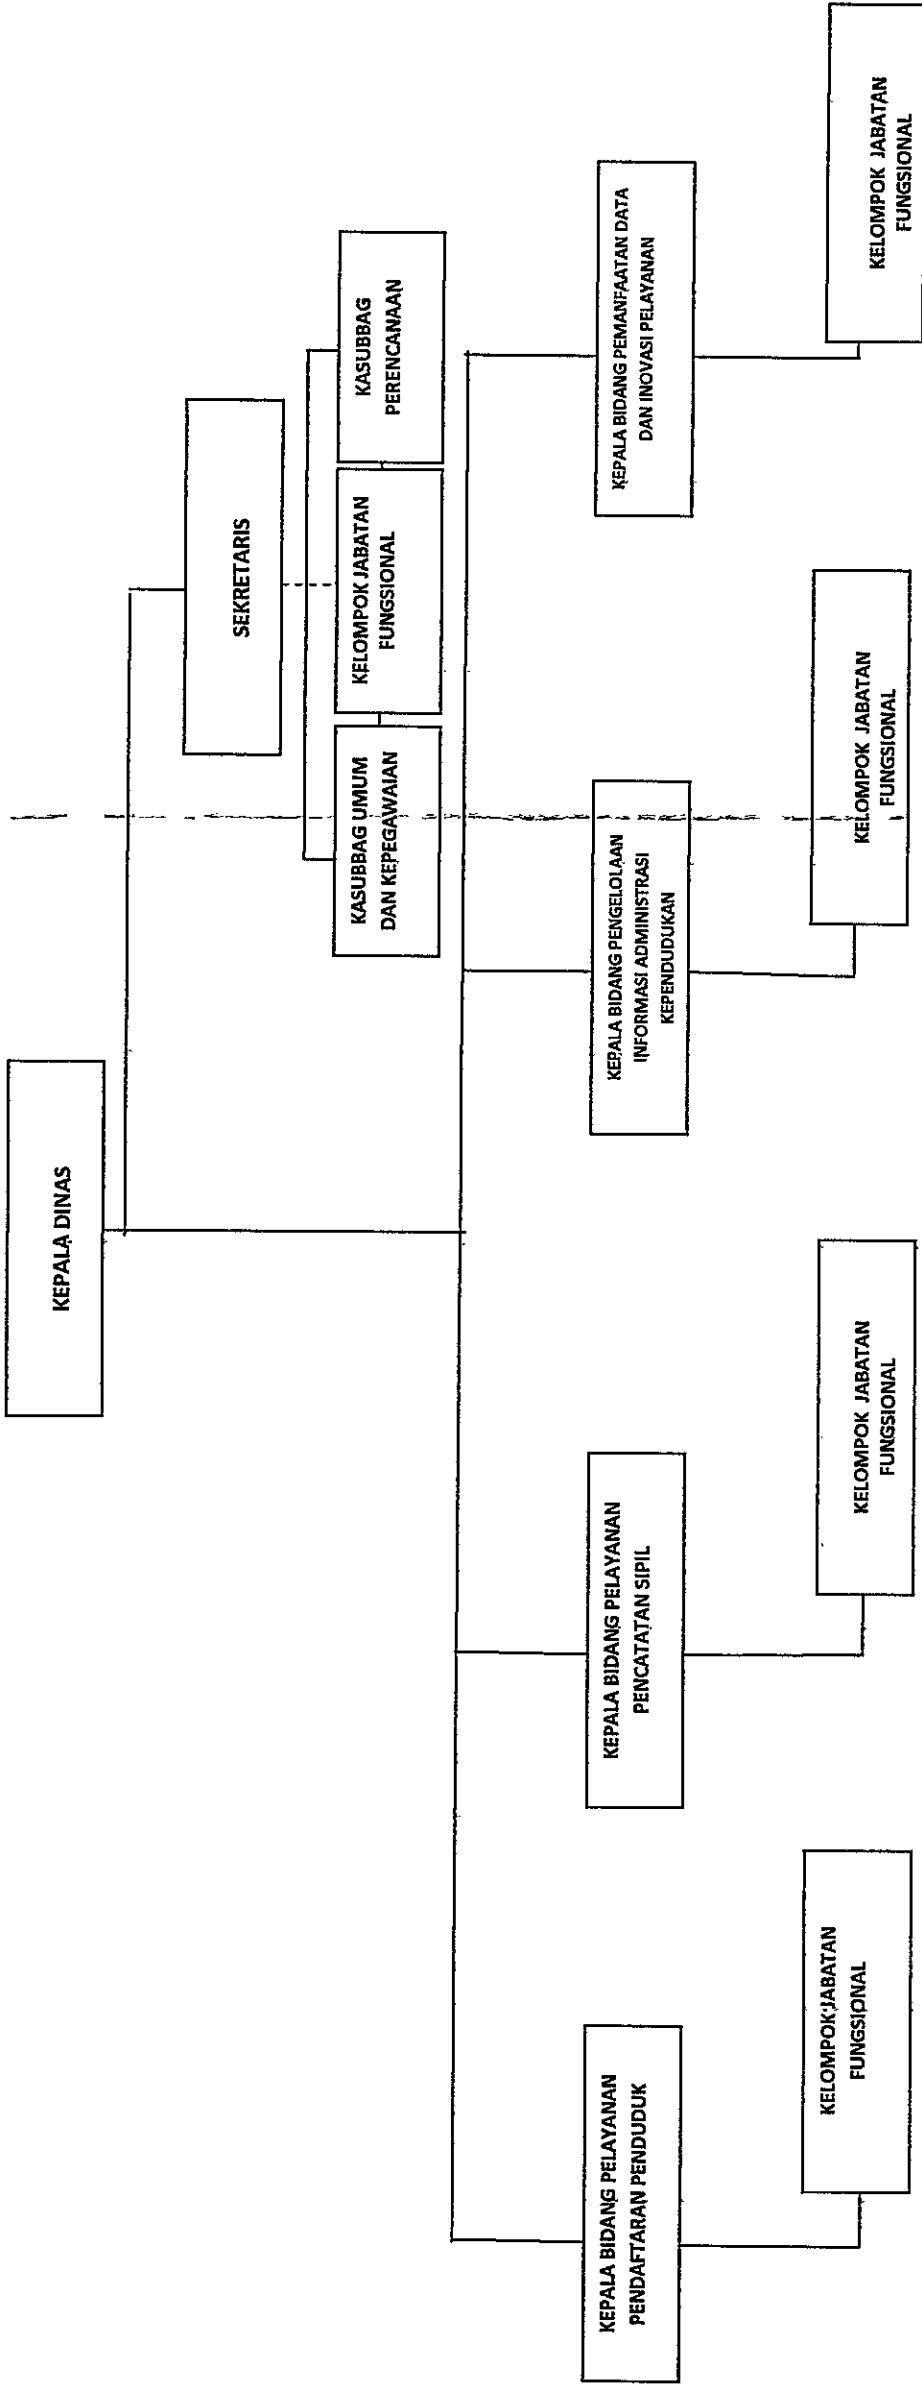 KEPALA DINAS
SEKRETARIS
KASUBBAG UMUM
DAN KEPEGAWAIAN
KELOMPOK JABATAN
FUNGSIONAL
KASUBBAG
PERENCANAAN
KEPALA BIDANG PELAYANAN
PENDAFTARAN PENDUDUK
KEPALA BIDANG PELAYANAN
PENCATATAN SIPIL
KEPALA BIDANG PENGELOLAAN
INFORMASI ADMINISTRASI
KEPENDUDUKAN
KEPALA BIDANG PEMANFAATAN DATA
DAN INOVASI PELAYANAN
KELOMPOK JABATAN
FUNGSIONAL
KELOMPOK JABATAN
FUNGSIONAL
KELOMPOK JABATAN
FUNGSIONAL
KELOMPOK JABATAN
FUNGSIONAL